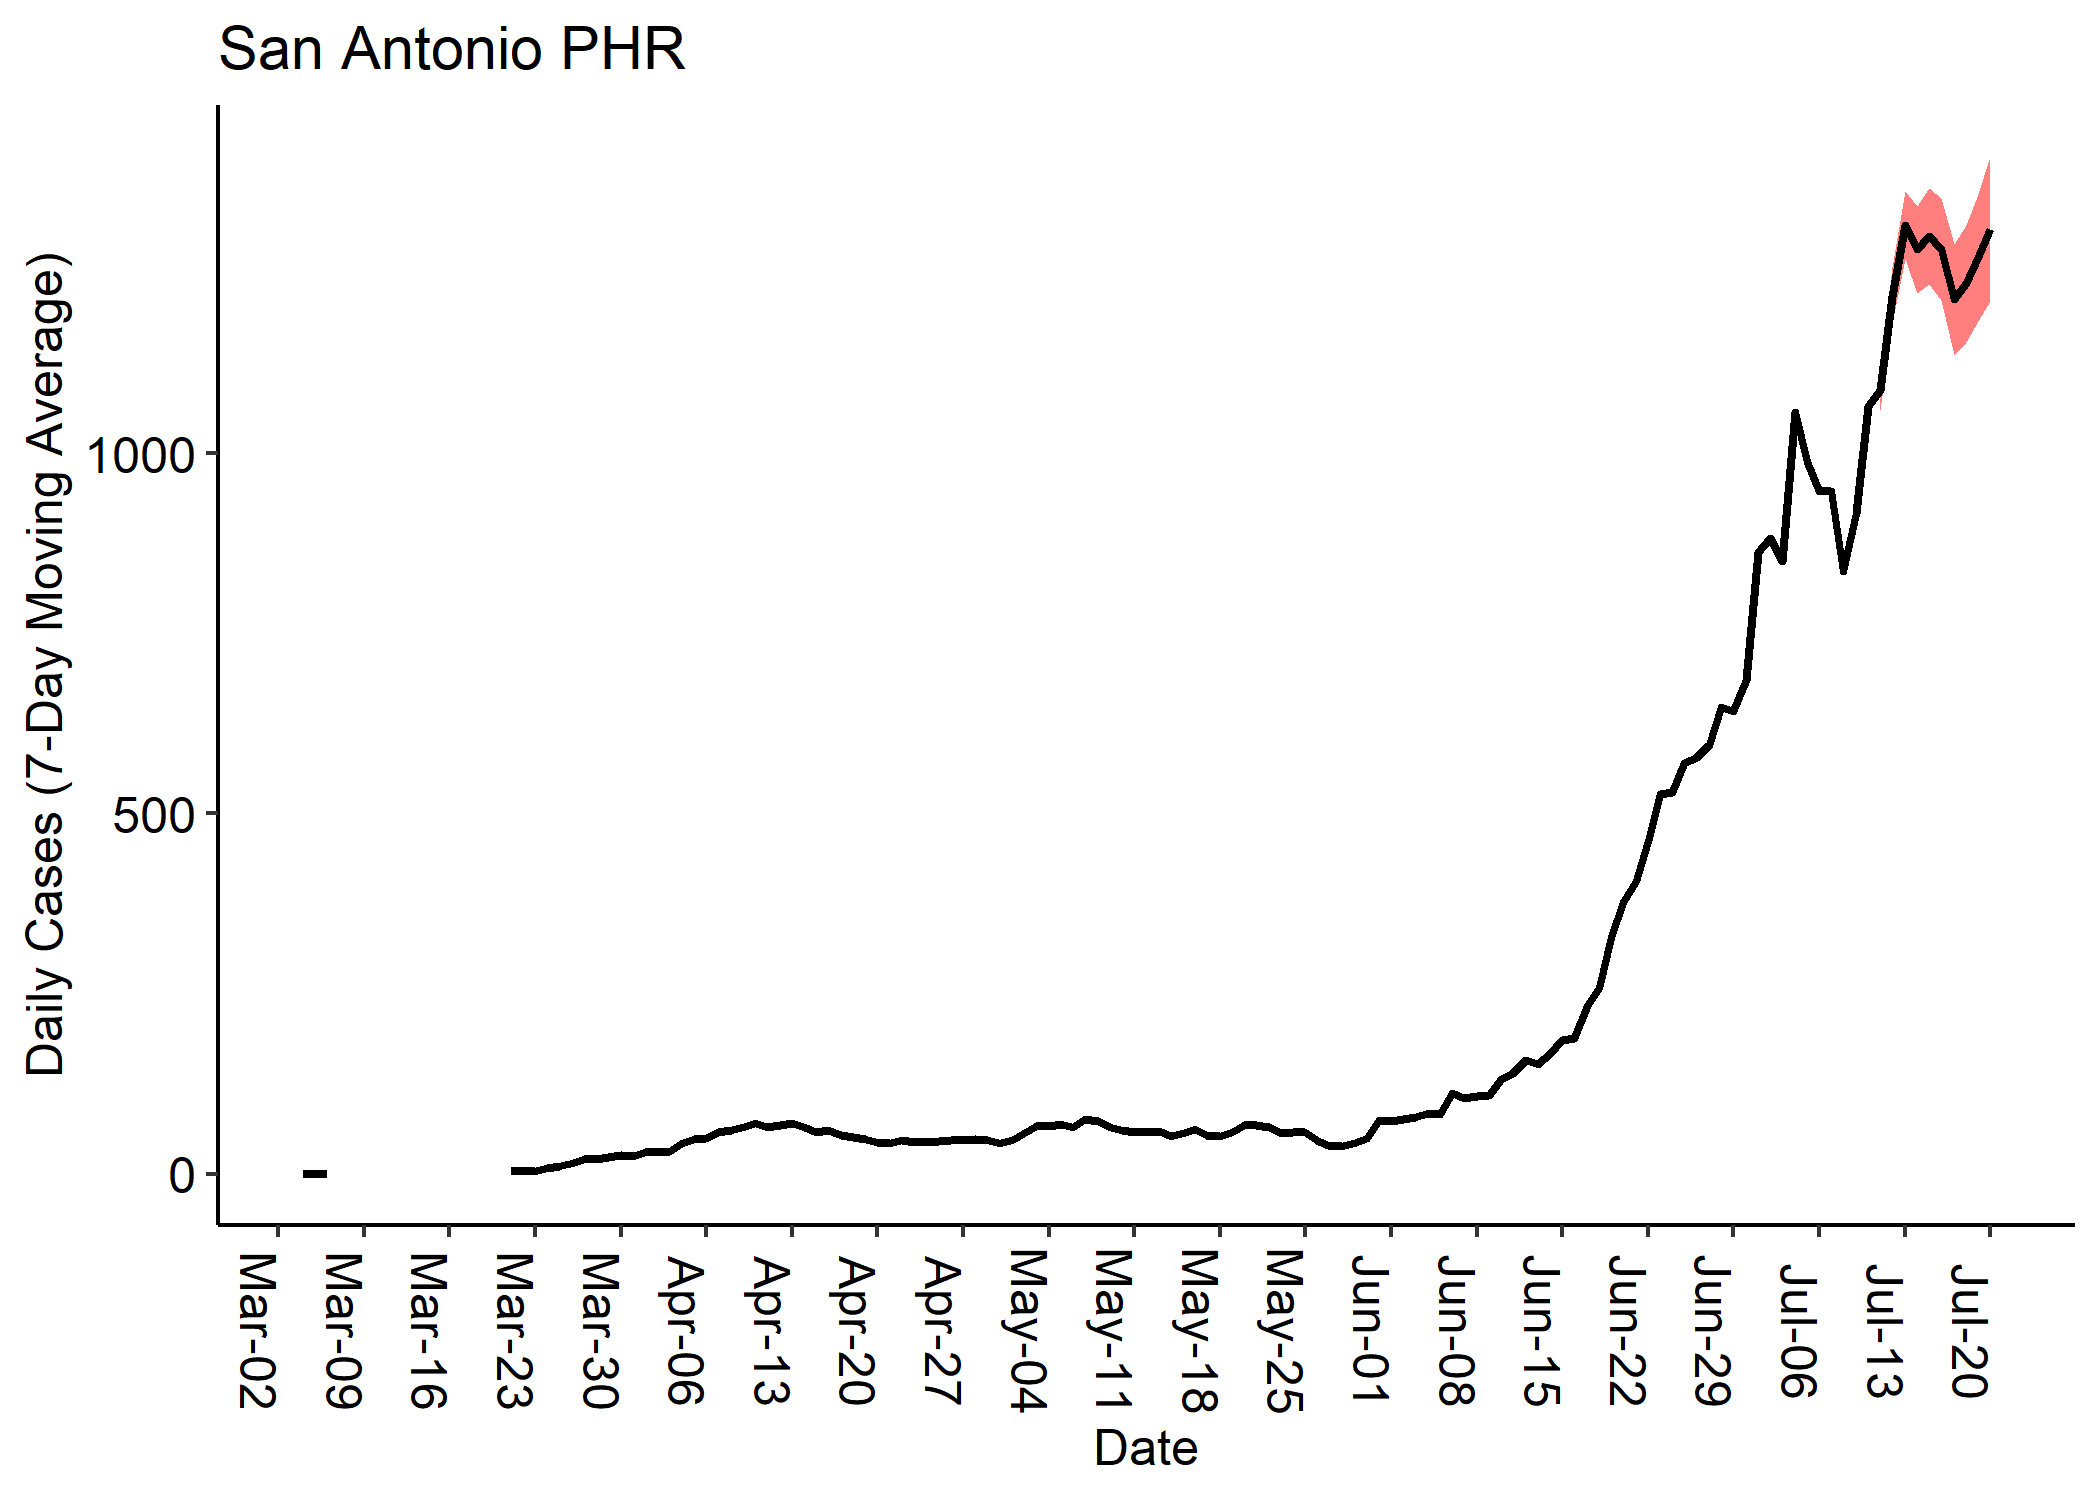 San Antonio PHR
Daily Cases (7-Day Moving Average)
1000
500
0
Mar-02
Mar-09
Mar-16
Mar-23
Mar-30
Apr-06
Apr-13
Apr-20
Apr-27
May-04
May-11
May-18
May-25
Jun-01
Jun-08
Jun-15
Jun-22
Jun-29
Jul-06
Jul-13
Jul-20
Date